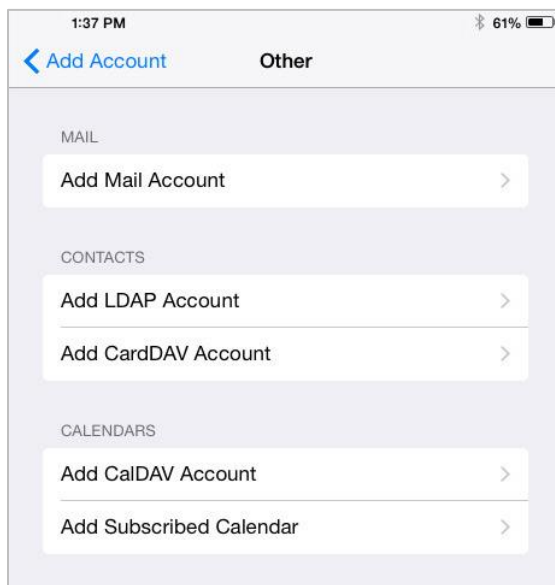 1:37 PM 61%
Add Account Other
MAIL
Add Mail Account
CONTACTS
Add LDAP Account
Add CardDAV Account
CALENDARS
Add CalDAV Account
Add Subscribed Calendar